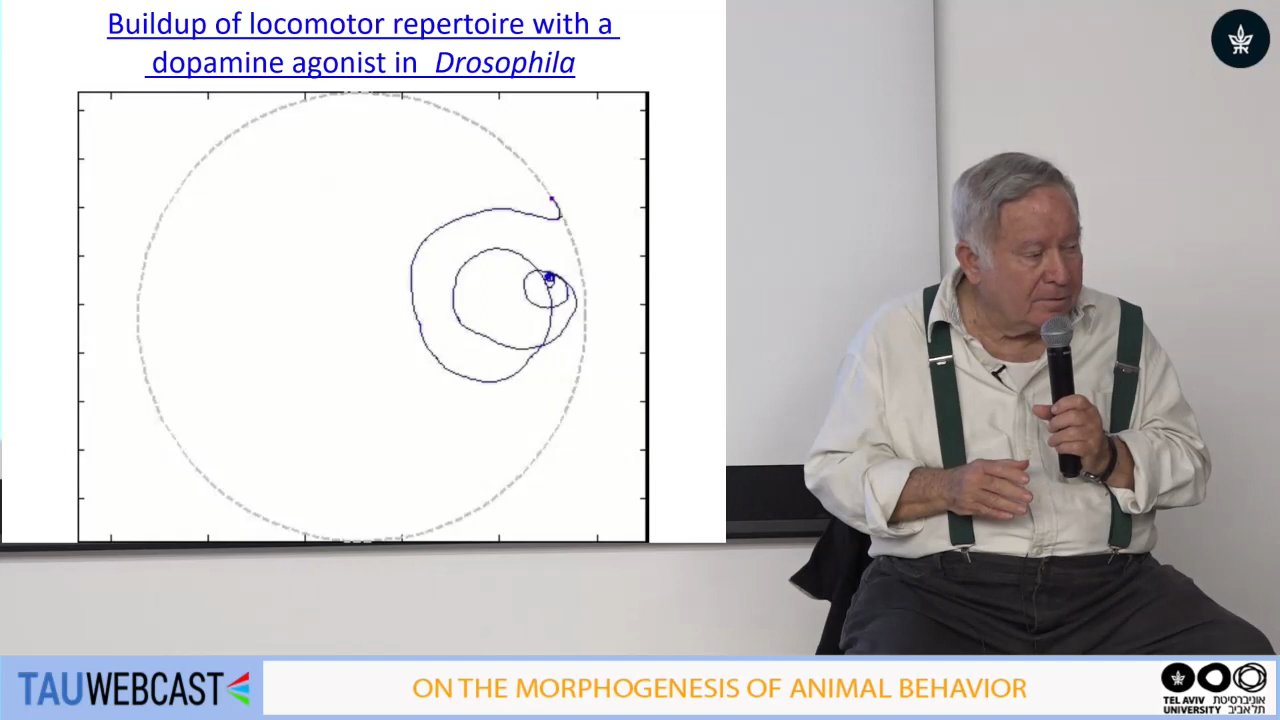 Buildup of locomotor repertoire with a
dopamine agonist in Drosophila
TAUWEBCAST
ON THE MORPHOGENESIS OF ANIMAL BEHAVIOR
TEL AVIV אוניברסיטת
UNIVERSITY תל אביב